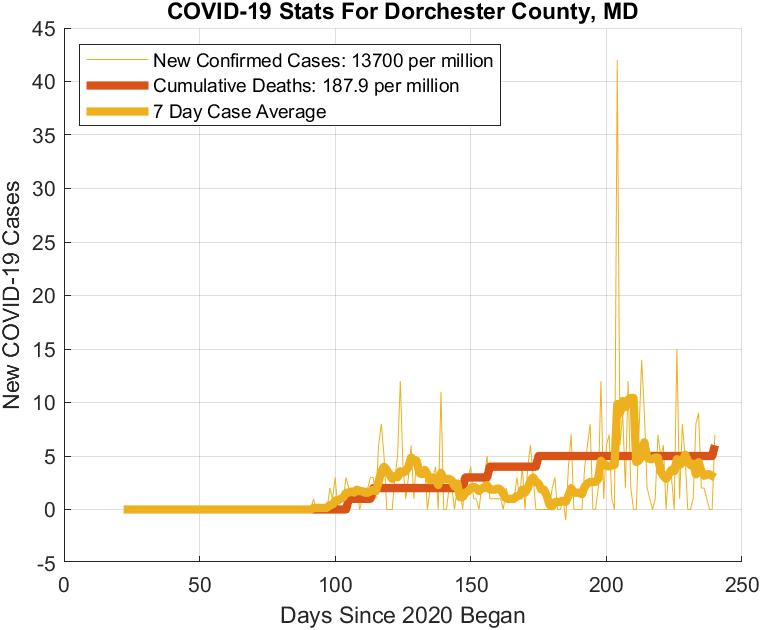 COVID-19 Stats For Dorchester County, MD
New Confirmed Cases: 13700 per million
Cumulative Deaths: 187.9 per million
7 Day Case Average
New COVID-19 Cases
45
40
35
30
25
20
15
10
5
0
-5
0 50 100 150 200 250
Days Since 2020 Began